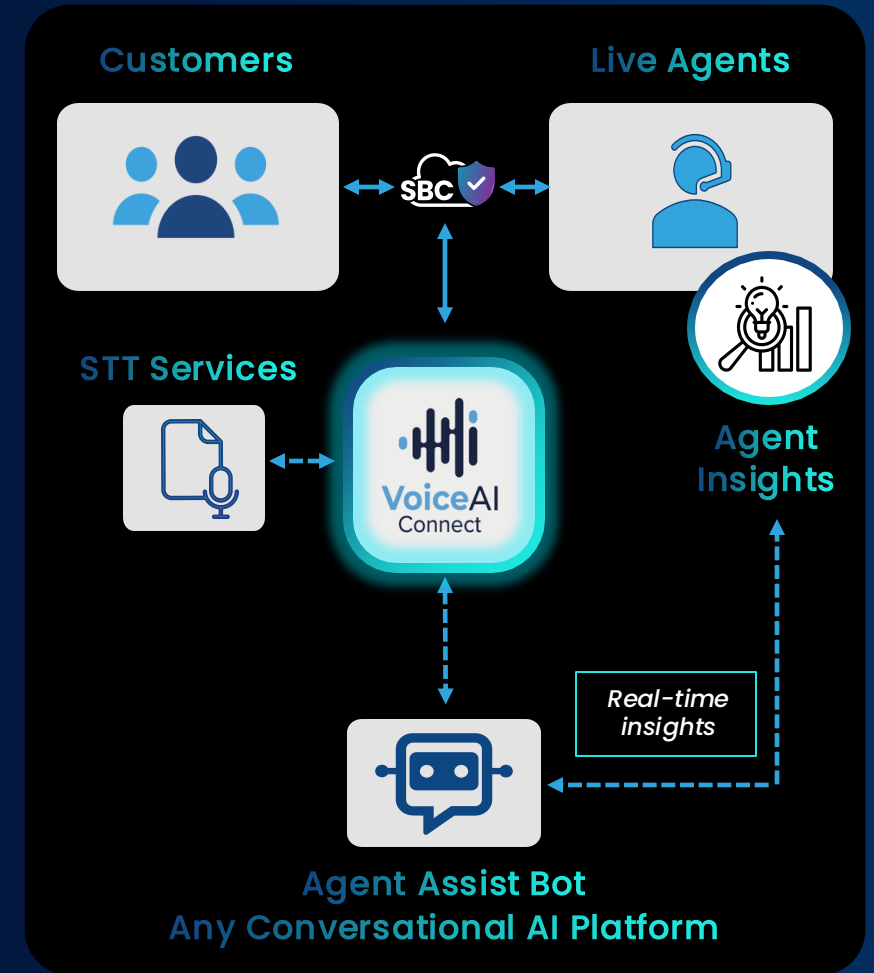 Customers
Live Agents
SBC
STT Services
VoiceAI
Connect
Agent
Insights
Real-time
insights
Agent Assist Bot
Any Conversational AI Platform